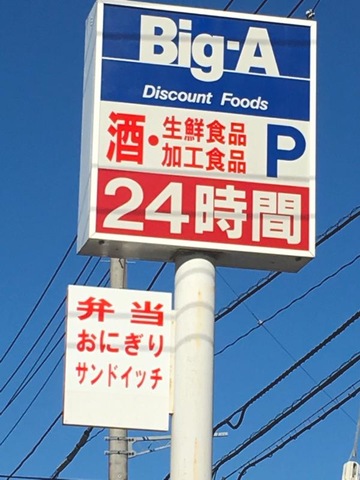 Big-A
Discount Foods
酒・生鮮食品
加工食品
P
24時間
弁当
おにぎり
サンドイッチ